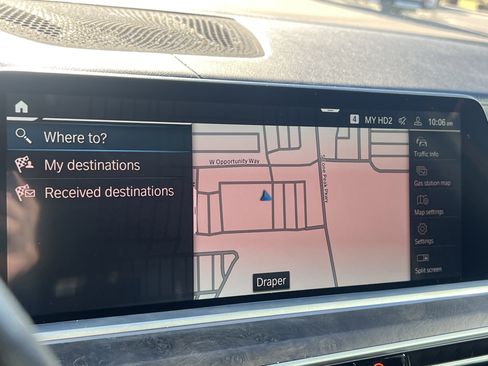 4 MY HD2 10:06 am
Where to?
My destinations
Received destinations
W Opportunity Way
Draper
Traffic info
Gas station map
Map settings
Settings
Split screen